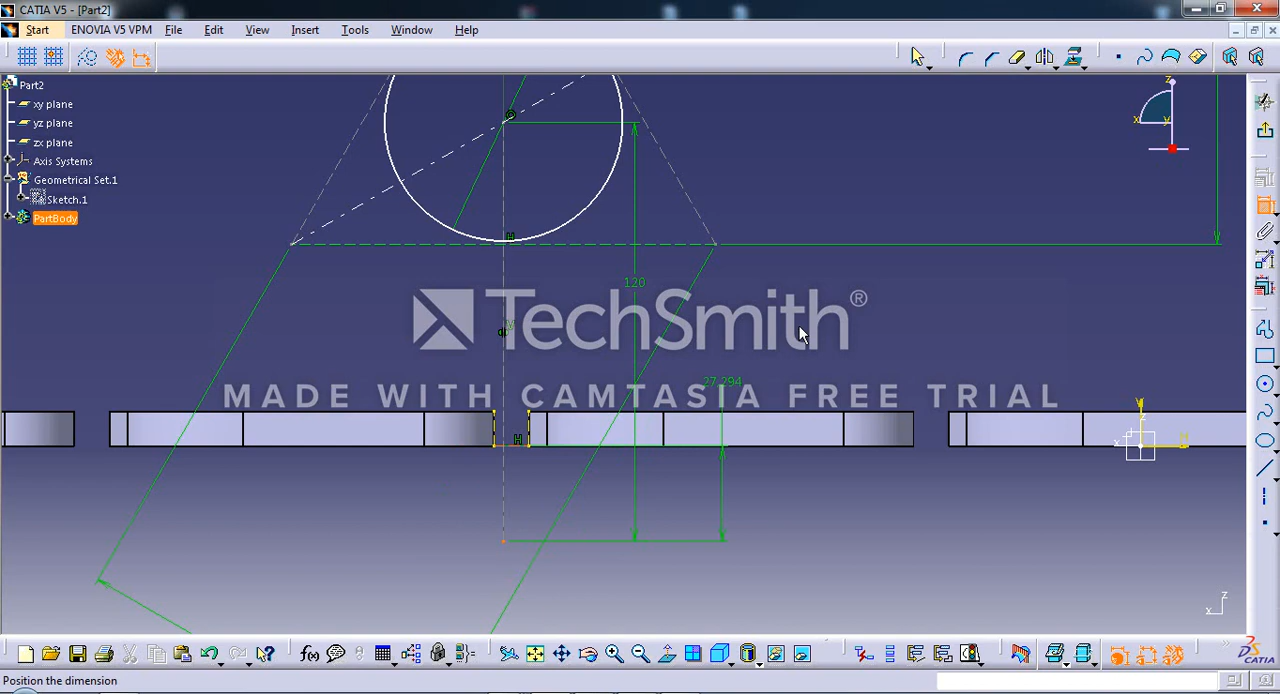 CATIA V5 - [Part2]
Start ENOVIA V5 VPM File Edit View Insert Tools Window Help
Part2
xy plane
yz plane
zx plane
Axis Systems
Geometrical Set.1
Sketch.1
PartBody
z
x
y
H
120
V
TechSmith®
27,294
MADE WITH CAMTASIA FREE TRIAL
H
Y
z
x
H
z
x
f(x)
CATIA
Position the dimension